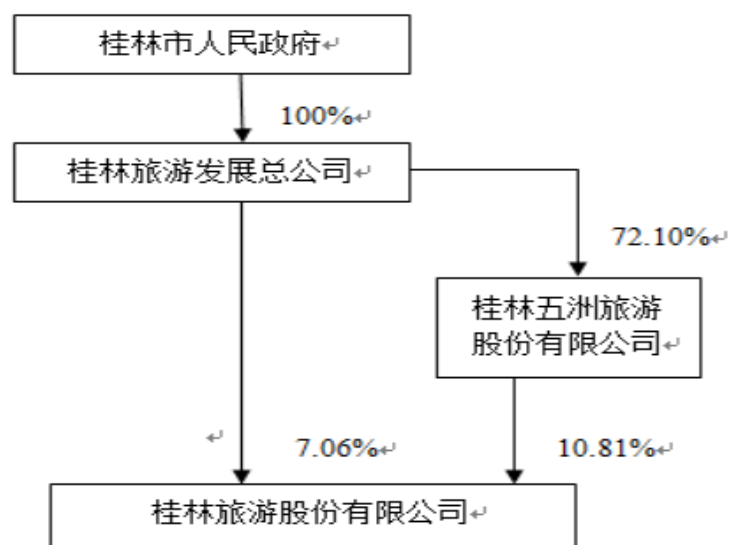 桂林市人民政府
100%
桂林旅游发展总公司
72.10%
桂林五洲旅游
股份有限公司
7.06%
10.81%
桂林旅游股份有限公司